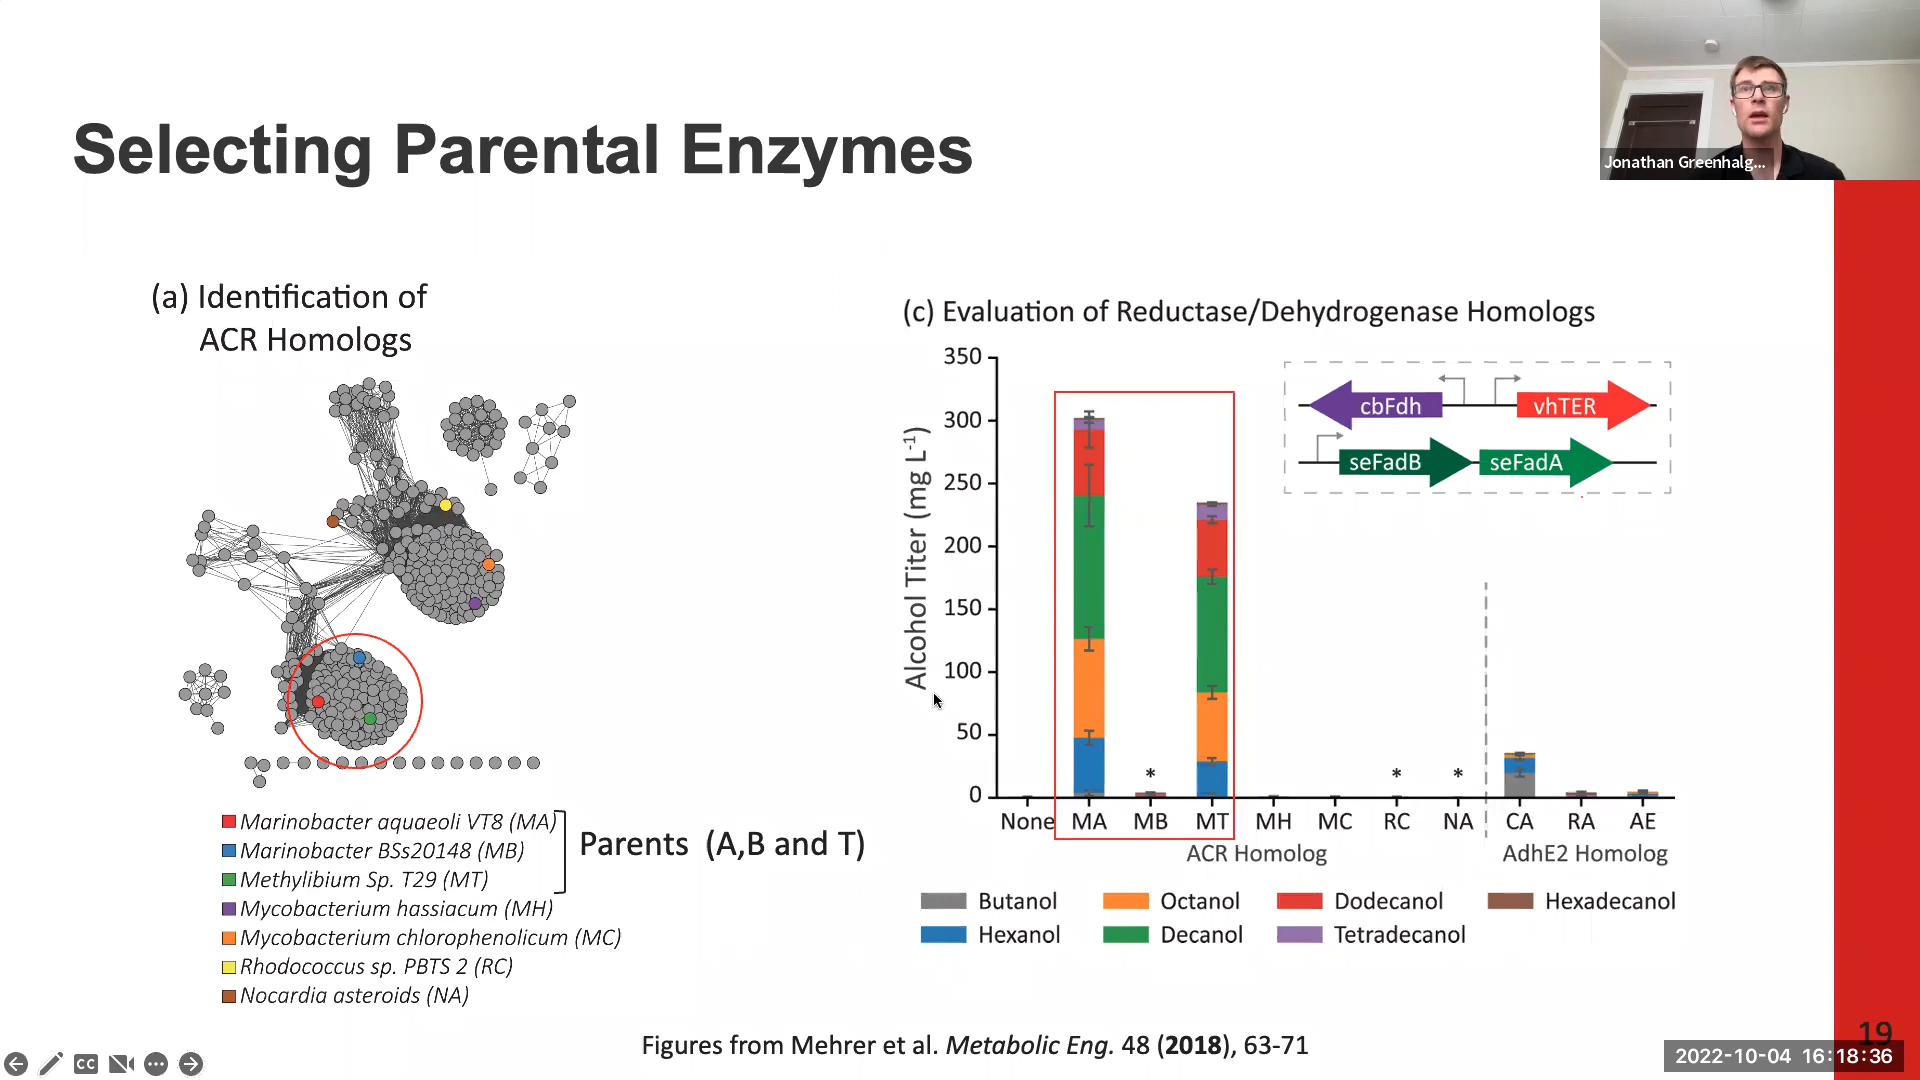 Selecting Parental Enzymes
Jonathan Greenhalg...
(a) Identification of
ACR Homologs
Marinobacter aquaeoli VT8 (MA)
Marinobacter BSs20148 (MB)
Methylibium Sp. T29 (MT)
Mycobacterium hassiacum (MH)
Mycobacterium chlorophenolicum (MC)
Rhodococcus sp. PBTS 2 (RC)
Nocardia asteroids (NA)
Parents (A,B and T)
(c) Evaluation of Reductase/Dehydrogenase Homologs
Alcohol Titer (mg L-1)
350
300
250
200
150
100
50
0
cbFdh
vhTER
seFadB
seFadA
*
*
*
None MA MB MT MH MC RC NA CA RA AE
ACR Homolog AdhE2 Homolog
Butanol Octanol Dodecanol Hexadecanol
Hexanol Decanol Tetradecanol
Figures from Mehrer et al. Metabolic Eng. 48 (2018), 63-71
19
CC
2022-10-04 16:18:36